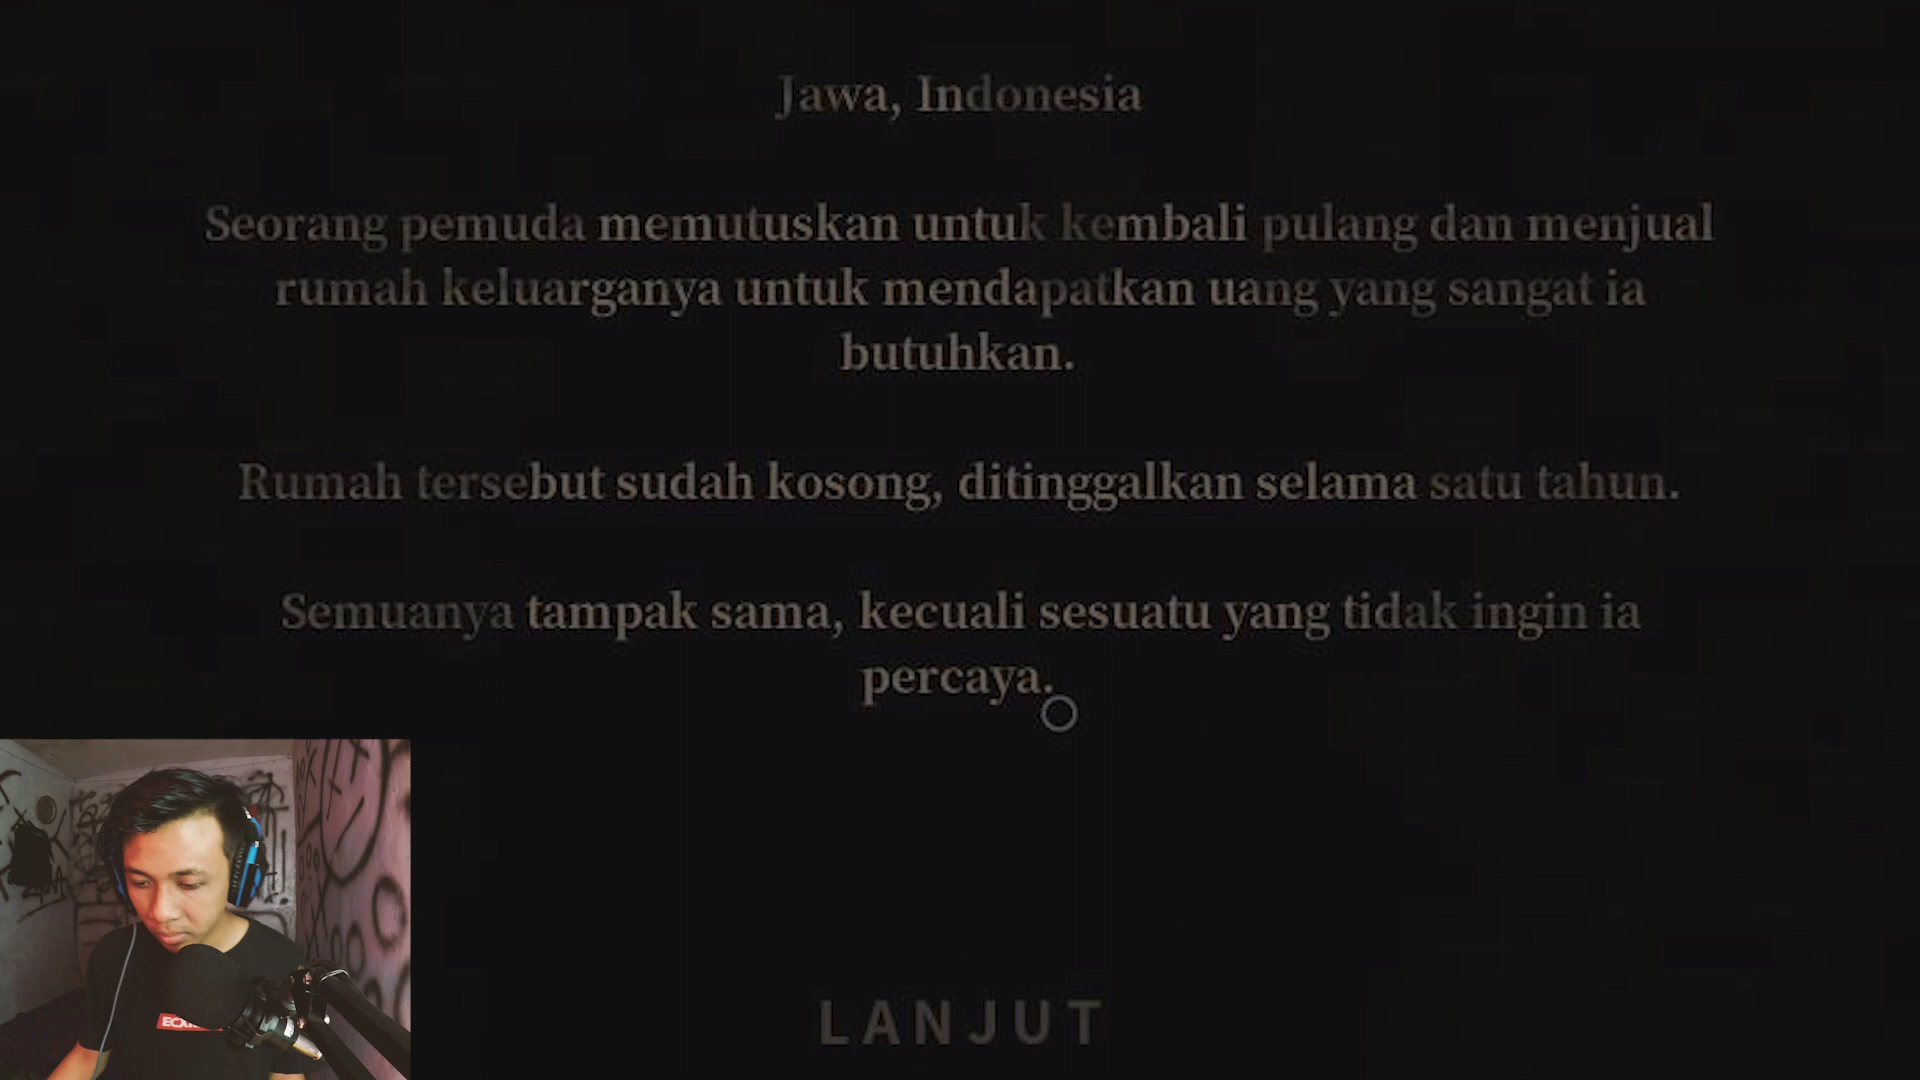 Jawa, Indonesia
Seorang pemuda memutuskan untuk kembali pulang dan menjual
rumah keluarganya untuk mendapatkan uang yang sangat ia
butuhkan.
Rumah tersebut sudah kosong, ditinggalkan selama satu tahun.
Semuanya tampak sama, kecuali sesuatu yang tidak ingin ia
percaya.
LANJUT